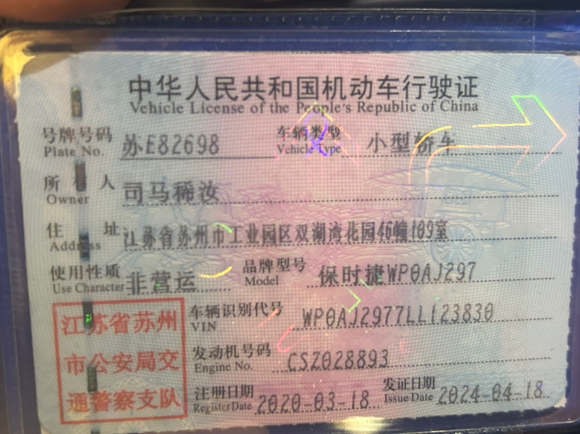 中华人民共和国机动车行驶证
Vehicle License of the People's Republic of China
号牌号码 苏E82698 车辆类型 小型轿车
Plate No. Vehicle Type
所有人 司马稀汝
Owner
住址 江苏省苏州市工业园区双湖湾花园46幢109室
Address
使用性质 非营运 品牌型号 保时捷WP0AJ297
Use Character Model
江苏省苏州 车辆识别代号 WP0AJ2977LL123830
VIN
市公安局交 发动机号码 CSZ028893
Engine No.
通警察支队 注册日期 2020-03-18 发证日期 2024-04-18
Register Date Issue Date